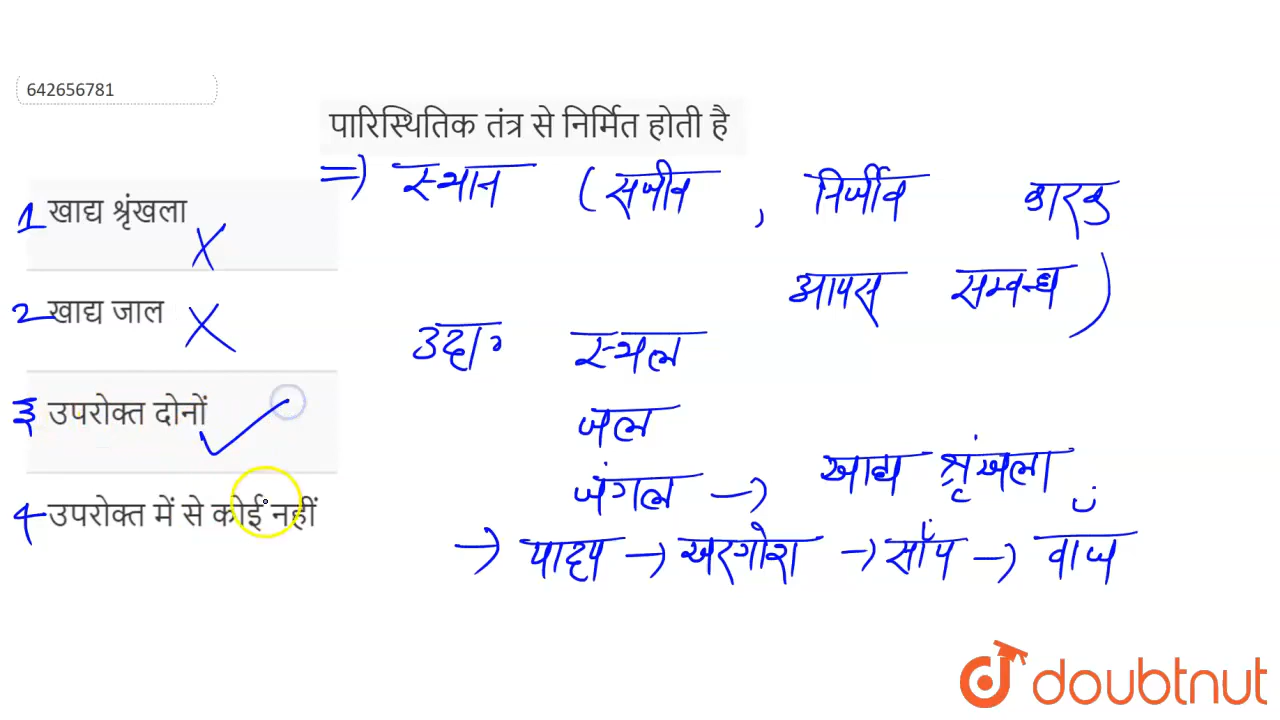 642656781
पारिस्थितिक तंत्र से निर्मित होती है
=> स्थान (सजीव, निर्जीव कारक
आपस सम्बन्ध)
1 खाद्य श्रृंखला X
2 खाद्य जाल X
3 उपरोक्त दोनों ✓
4 उपरोक्त में से कोई नहीं
उदा॰ स्थल
जल
जंगल → खाद्य श्रृंखला
→ पादप → खरगोश → साँप → बाज
doubtnut